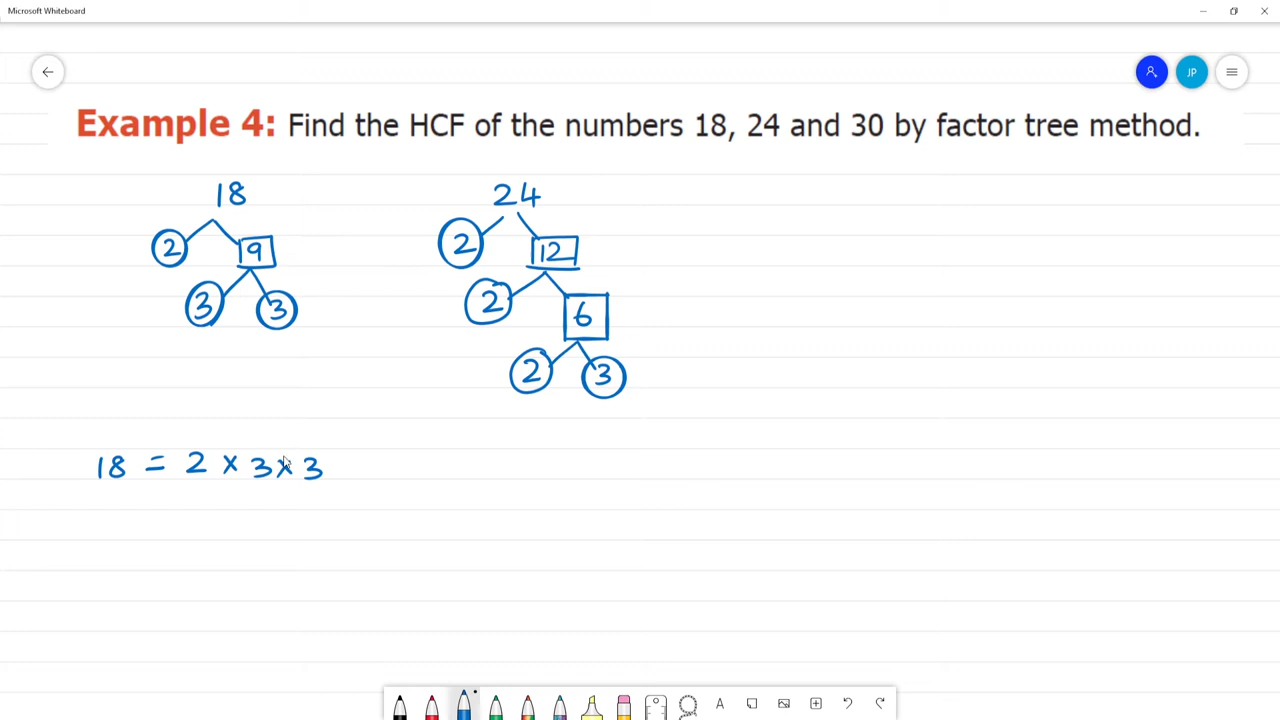 Microsoft Whiteboard
JP
Example 4: Find the HCF of the numbers 18, 24 and 30 by factor tree method.
18 24
2 9 2 12
3 3 2 6
2 3
18 = 2 × 3 × 3
A